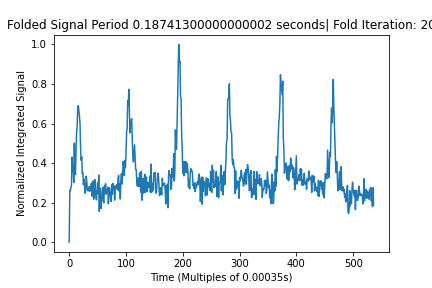 Folded Signal Period 0.18741300000000002 seconds| Fold Iteration: 20
Normalized Integrated Signal
1.0
0.8
0.6
0.4
0.2
0.0
0 100 200 300 400 500
Time (Multiples of 0.00035s)